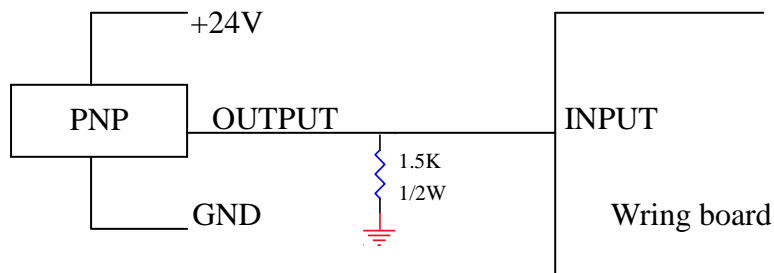 +24V
PNP
OUTPUT
INPUT
1.5K
1/2W
GND
Wring board